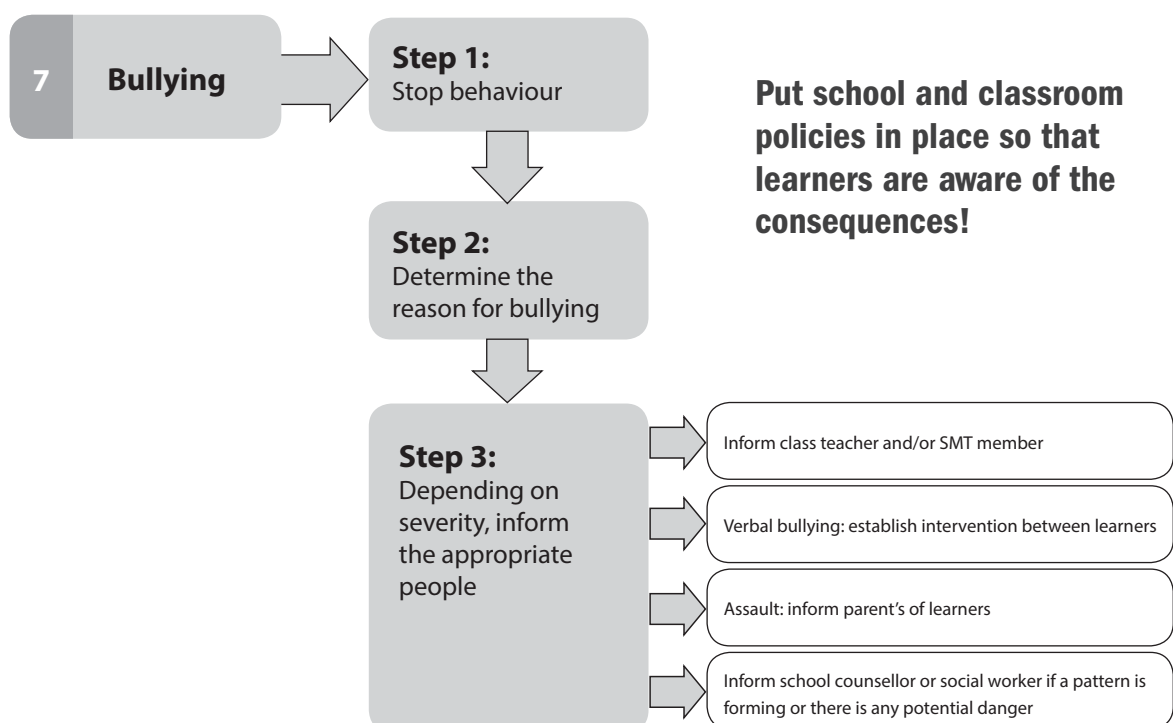 7
Bullying
Step 1:
Stop behaviour
Put school and classroom
policies in place so that
learners are aware of the
consequences!
Step 2:
Determine the
reason for bullying
Step 3:
Depending on
severity, inform
the appropriate
people
Inform class teacher and/or SMT member
Verbal bullying: establish intervention between learners
Assault: inform parent's of learners
Inform school counsellor or social worker if a pattern is
forming or there is any potential danger